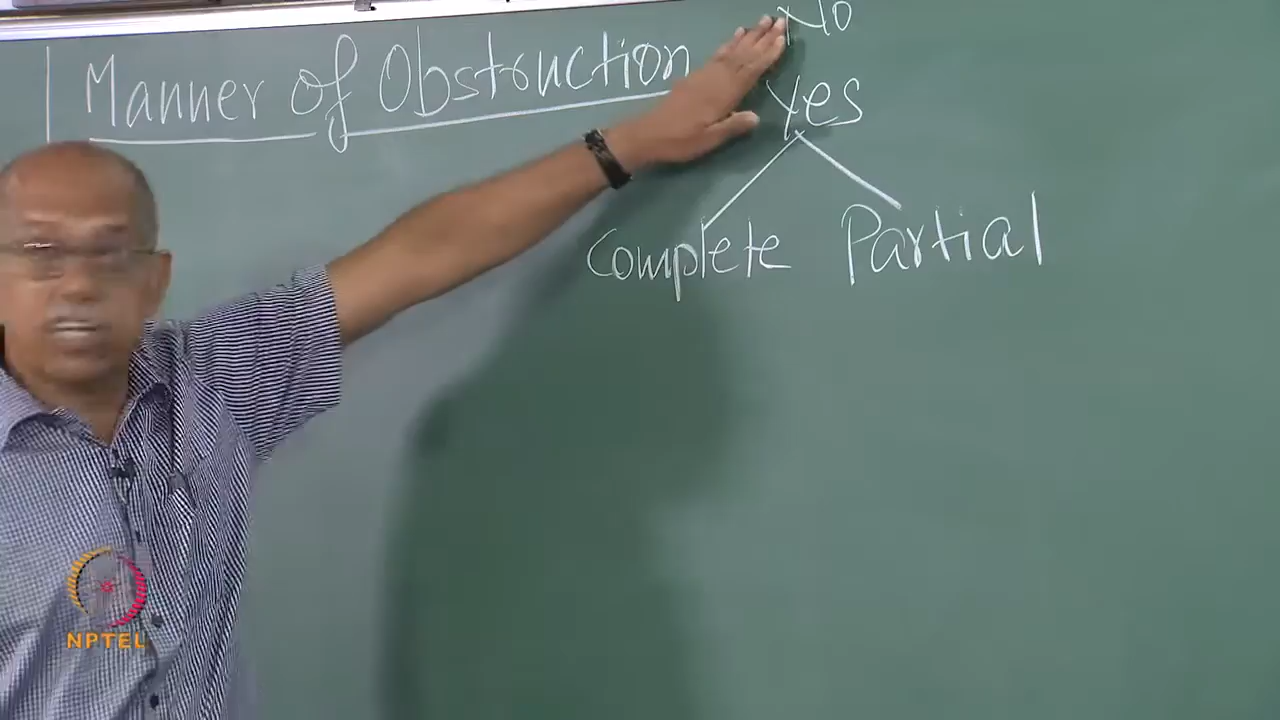 No
Manner of Obstruction
Yes
Complete Partial
NPTEL